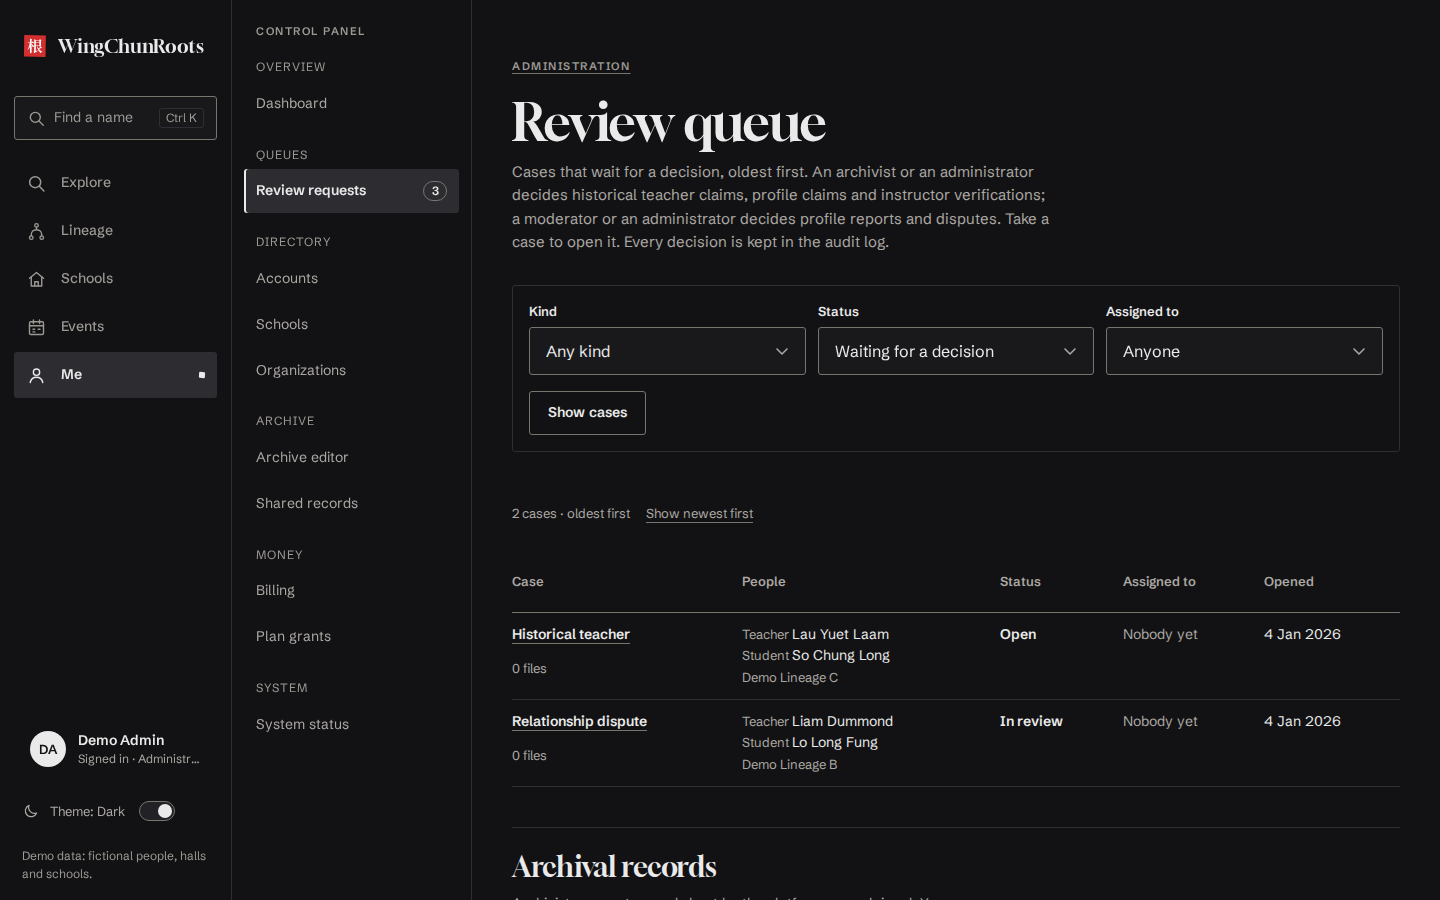 根 WingChunRoots
Find a name Ctrl K
Explore
Lineage
Schools
Events
Me
DA
Demo Admin
Signed in · Administr...
Theme: Dark
Demo data: fictional people, halls
and schools.
CONTROL PANEL
OVERVIEW
Dashboard
QUEUES
Review requests 3
DIRECTORY
Accounts
Schools
Organizations
ARCHIVE
Archive editor
Shared records
MONEY
Billing
Plan grants
SYSTEM
System status
ADMINISTRATION
Review queue
Cases that wait for a decision, oldest first. An archivist or an administrator
decides historical teacher claims, profile claims and instructor verifications;
a moderator or an administrator decides profile reports and disputes. Take a
case to open it. Every decision is kept in the audit log.
Kind Status Assigned to
Any kind Waiting for a decision Anyone
Show cases
2 cases · oldest first Show newest first
Case People Status Assigned to Opened
Historical teacher Teacher Lau Yuet Laam Open Nobody yet 4 Jan 2026
Student So Chung Long
0 files
Demo Lineage C
Relationship dispute Teacher Liam Dummond In review Nobody yet 4 Jan 2026
Student Lo Long Fung
0 files
Demo Lineage B
Archival records